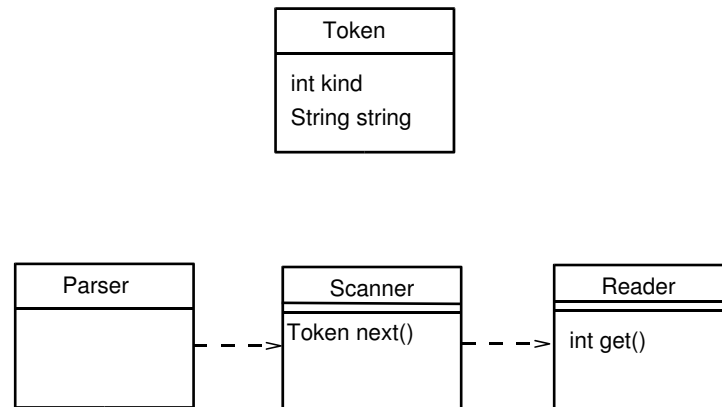 Token
int kind
String string
Parser
Scanner
Reader
Token next()
int get()